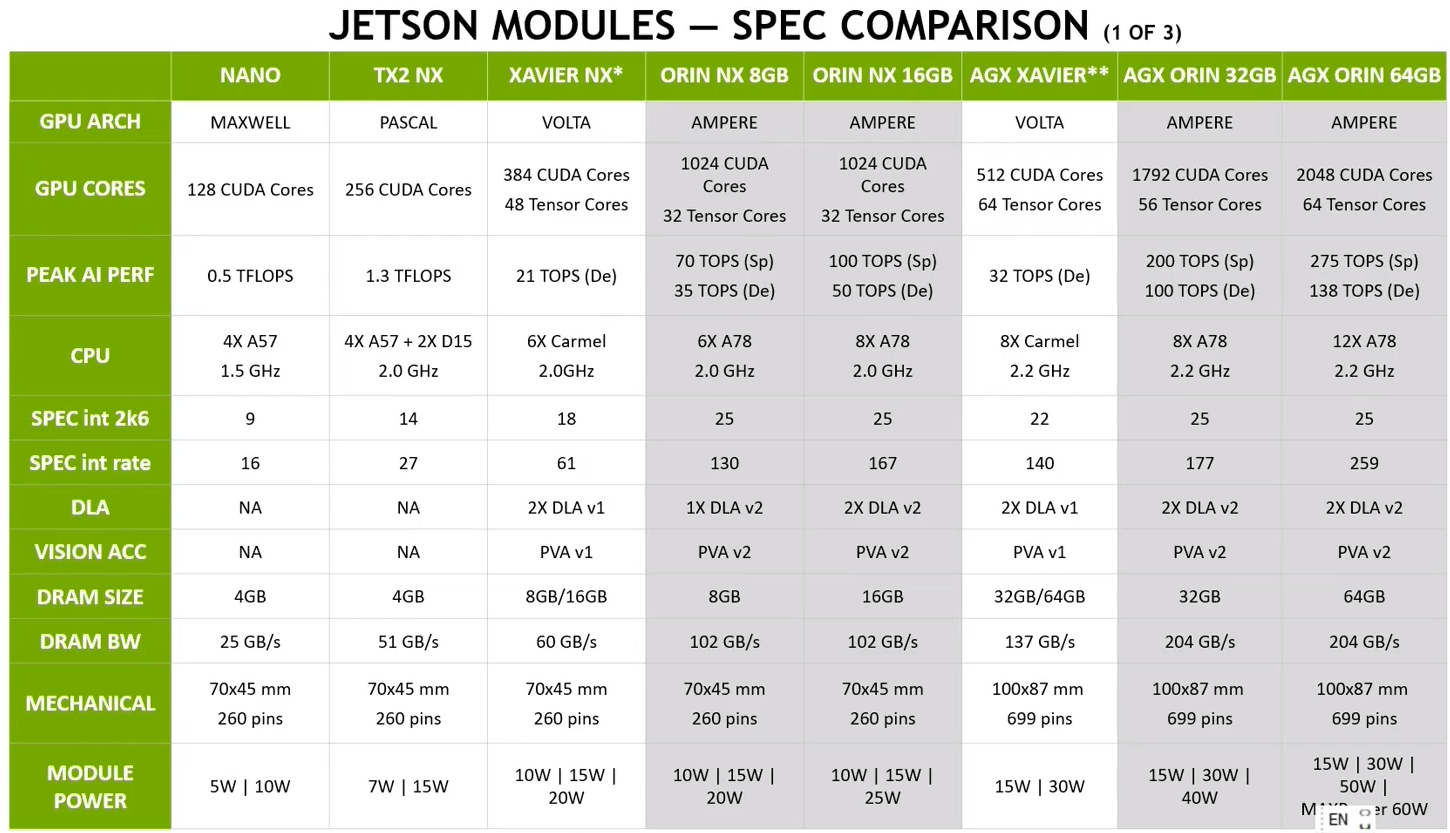 JETSON MODULES — SPEC COMPARISON (1 OF 3)
NANO TX2 NX XAVIER NX* ORIN NX 8GB ORIN NX 16GB AGX XAVIER** AGX ORIN 32GB AGX ORIN 64GB
GPU ARCH MAXWELL PASCAL VOLTA AMPERE AMPERE VOLTA AMPERE AMPERE
GPU CORES
128 CUDA Cores
256 CUDA Cores
384 CUDA Cores
48 Tensor Cores
1024 CUDA
Cores
32 Tensor Cores
1024 CUDA
Cores
32 Tensor Cores
512 CUDA Cores
64 Tensor Cores
1792 CUDA Cores
56 Tensor Cores
2048 CUDA Cores
64 Tensor Cores
PEAK AI PERF
0.5 TFLOPS
1.3 TFLOPS
21 TOPS (De)
70 TOPS (Sp)
35 TOPS (De)
100 TOPS (Sp)
50 TOPS (De)
32 TOPS (De)
200 TOPS (Sp)
100 TOPS (De)
275 TOPS (Sp)
138 TOPS (De)
CPU
4X A57
1.5 GHz
4X A57 + 2X D15
2.0 GHz
6X Carmel
2.0GHz
6X A78
2.0 GHz
8X A78
2.0 GHz
8X Carmel
2.2 GHz
8X A78
2.2 GHz
12X A78
2.2 GHz
SPEC int 2k6 9 14 18 25 25 22 25 25
SPEC int rate 16 27 61 130 167 140 177 259
DLA NA NA 2X DLA v1 1X DLA v2 2X DLA v2 2X DLA v1 2X DLA v2 2X DLA v2
VISION ACC NA NA PVA v1 PVA v2 PVA v2 PVA v1 PVA v2 PVA v2
DRAM SIZE 4GB 4GB 8GB/16GB 8GB 16GB 32GB/64GB 32GB 64GB
DRAM BW 25 GB/s 51 GB/s 60 GB/s 102 GB/s 102 GB/s 137 GB/s 204 GB/s 204 GB/s
MECHANICAL
70x45 mm
260 pins
70x45 mm
260 pins
70x45 mm
260 pins
70x45 mm
260 pins
70x45 mm
260 pins
100x87 mm
699 pins
100x87 mm
699 pins
100x87 mm
699 pins
MODULE
POWER
5W | 10W
7W | 15W
10W | 15W |
20W
10W | 15W |
20W
10W | 15W |
25W
15W | 30W
15W | 30W |
40W
15W | 30W |
50W |
60W
EN